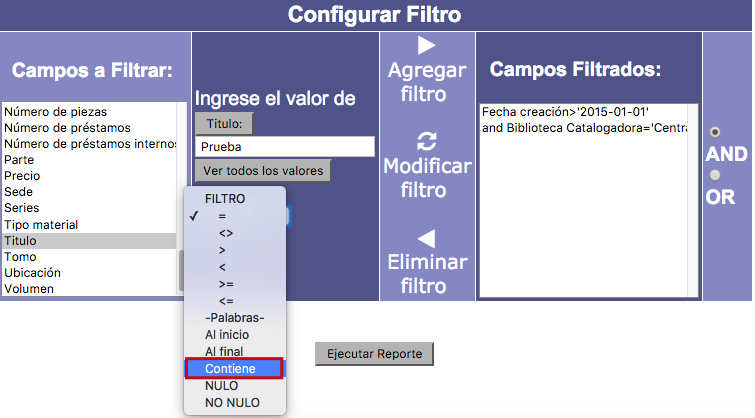 Configurar Filtro
Campos a Filtrar:
Número de piezas
Número de préstamos
Número de préstamos internos
Parte
Precio
Sede
Series
Tipo material
Titulo
Tomo
Ubicación
Volumen
Ingrese el valor de
Titulo:
Prueba
Ver todos los valores
FILTRO
✓ =
<>
>
<
>=
<=
-Palabras-
Al inicio
Al final
Contiene
NULO
NO NULO
Agregar
filtro
Modificar
filtro
Eliminar
filtro
Campos Filtrados:
Fecha creación>'2015-01-01'
and Biblioteca Catalogadora='Centra
AND
OR
Ejecutar Reporte